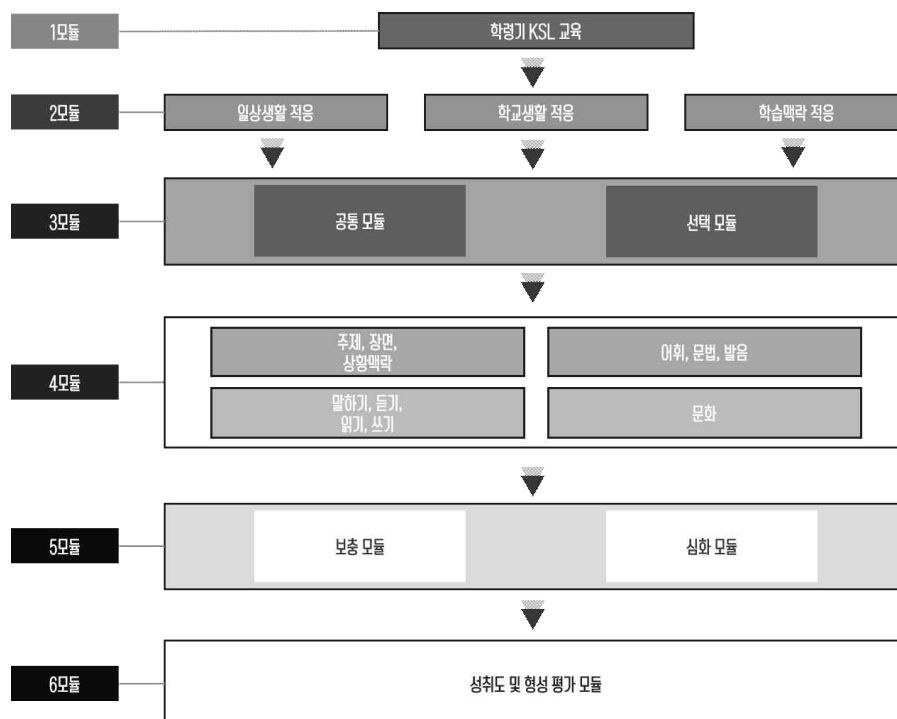 1모듈
학령기 KSL 교육
2모듈
일상생활 적응
학교생활 적응
학습맥락 적응
3모듈
공통 모듈
선택 모듈
4모듈
주제, 장면,
상황맥락
어휘, 문법, 발음
말하기, 듣기,
읽기, 쓰기
문화
5모듈
보충 모듈
심화 모듈
6모듈
성취도 및 형성 평가 모듈